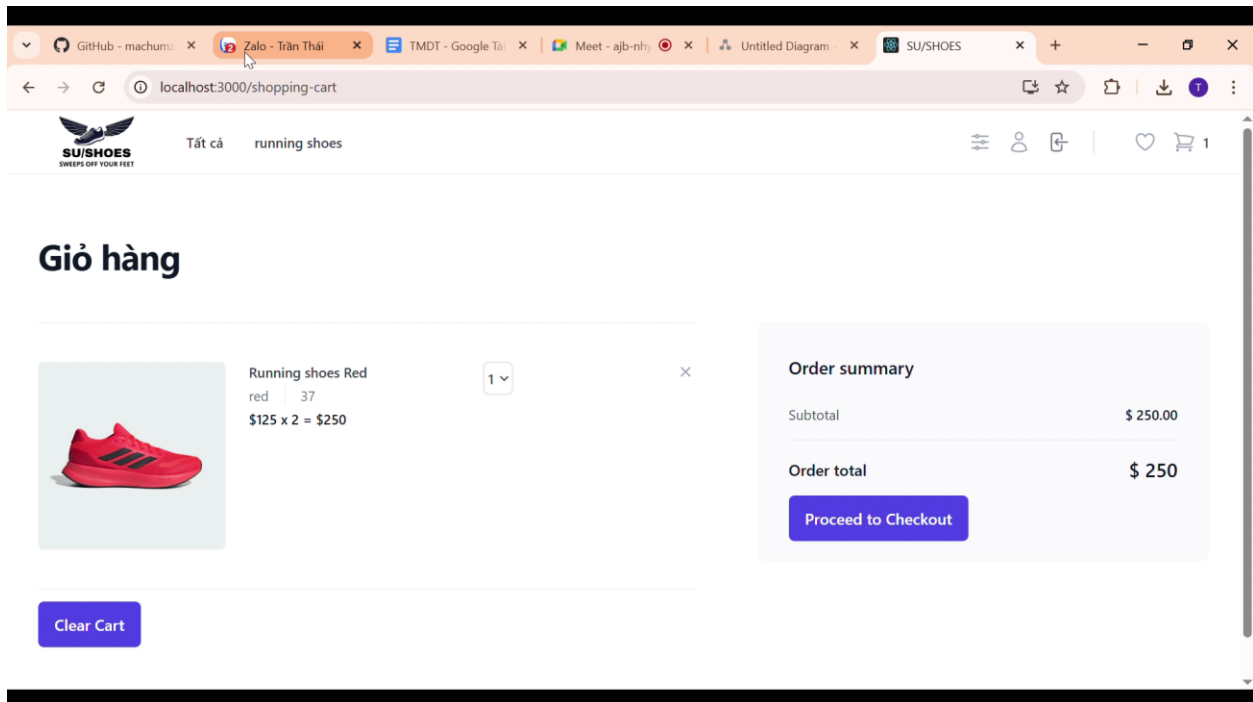 GitHub - machum
Zalo - Trần Thái
TMDT - Google Tài
Meet - ajb-nhy
Untitled Diagram
SU/SHOES
localhost:3000/shopping-cart
T
SU/SHOES
SWEEPS OFF YOUR FEET
Tất cả
running shoes
1
Giỏ hàng
Running shoes Red
red 37
$125 x 2 = $250
1
Order summary
Subtotal $ 250.00
Order total $ 250
Proceed to Checkout
Clear Cart